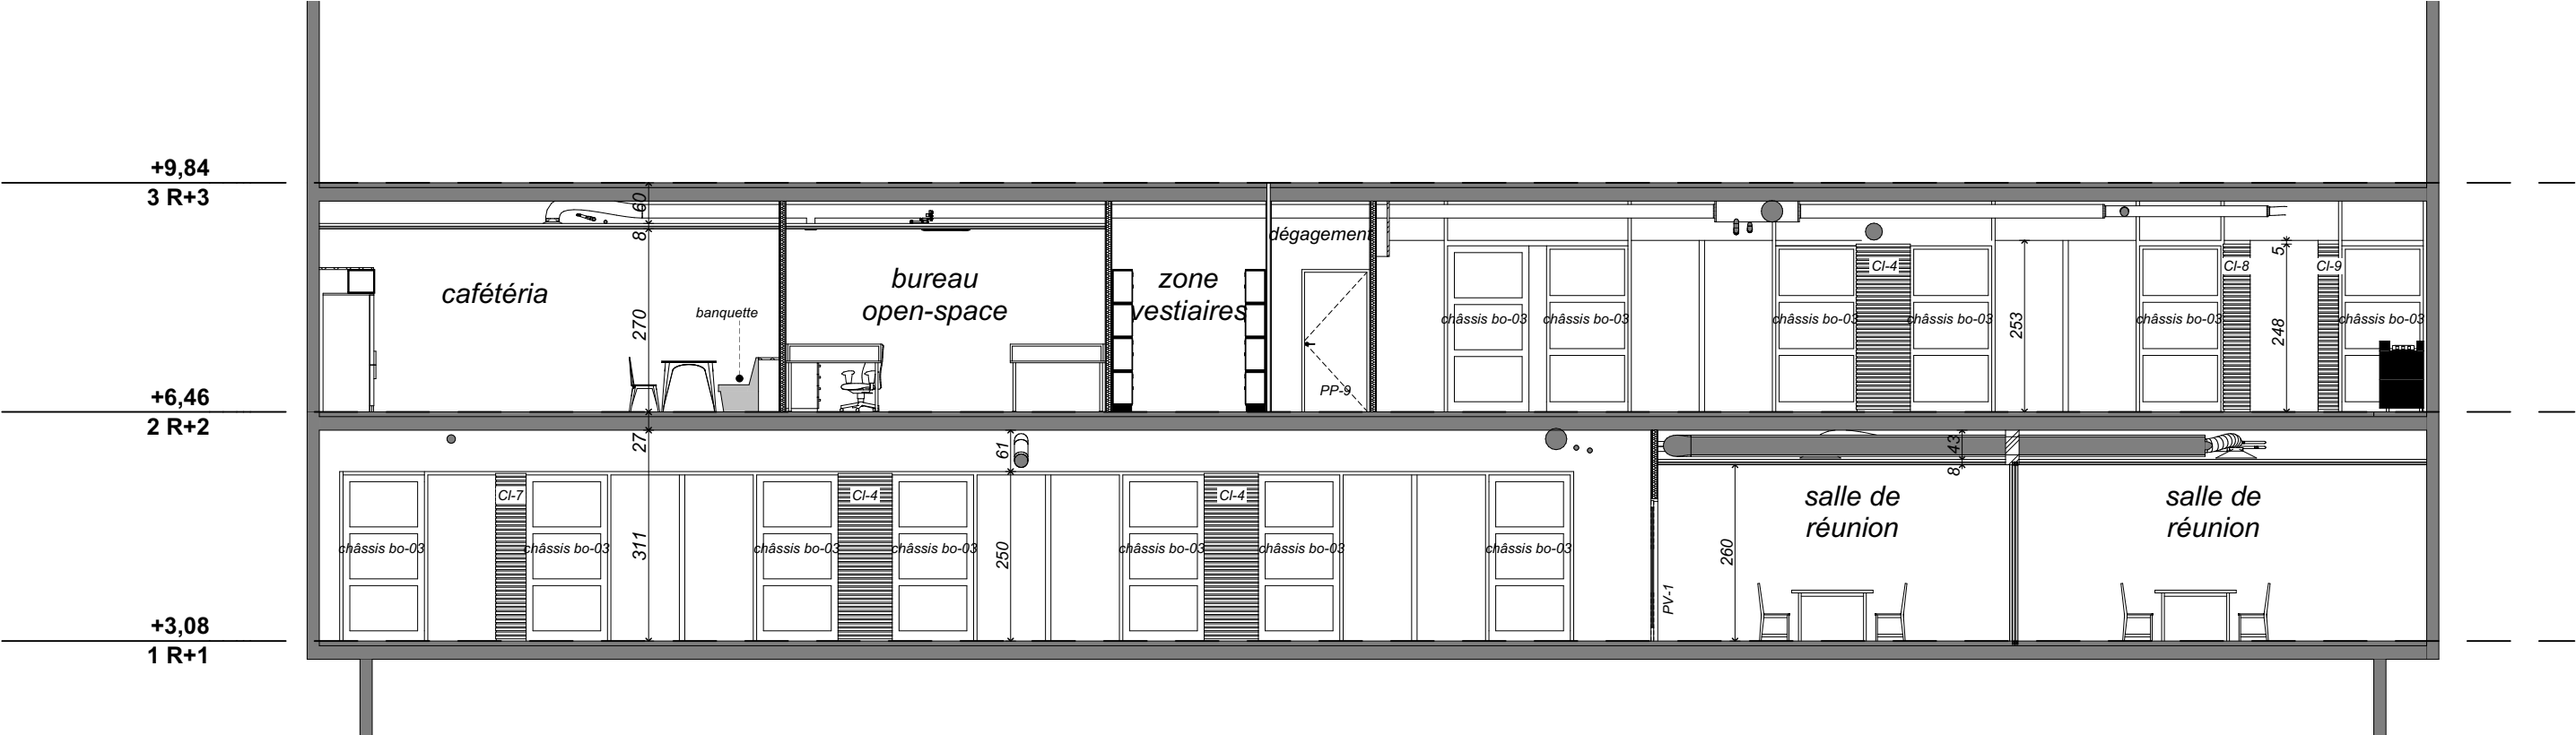 +9,84
3 R+3
60
8
cafétéria
270
banquette
bureau
open-space
zone
vestiaires
dégagement
PP-9
châssis bo-03
châssis bo-03
châssis bo-03
Cl-4
châssis bo-03
253
châssis bo-03
Cl-8
5
248
Cl-9
châssis bo-03
+6,46
2 R+2
27
311
61
250
châssis bo-03
Cl-7
châssis bo-03
châssis bo-03
Cl-4
châssis bo-03
châssis bo-03
Cl-4
châssis bo-03
châssis bo-03
PV-1
260
43
8
salle de
réunion
salle de
réunion
+3,08
1 R+1